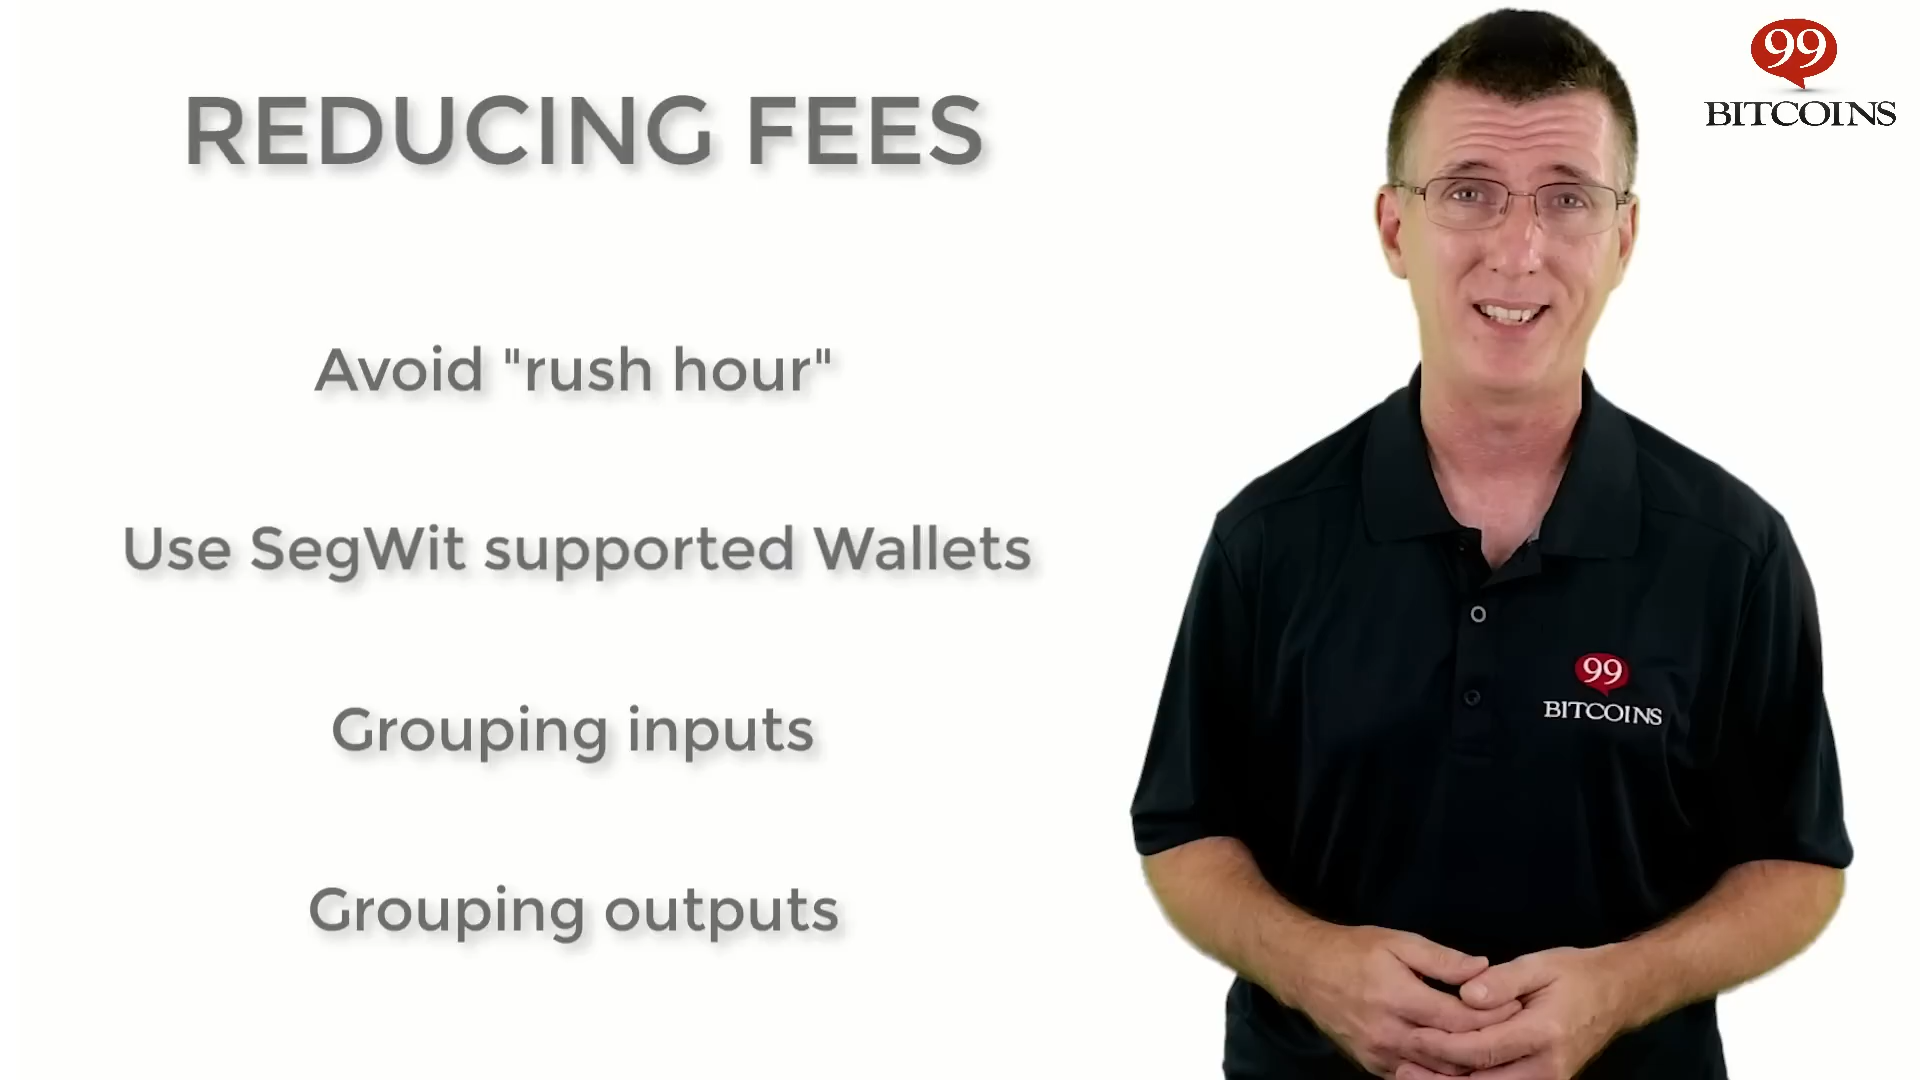 REDUCING FEES
99
BITCOINS
Avoid "rush hour"
Use SegWit supported Wallets
Grouping inputs
Grouping outputs
99
BITCOINS